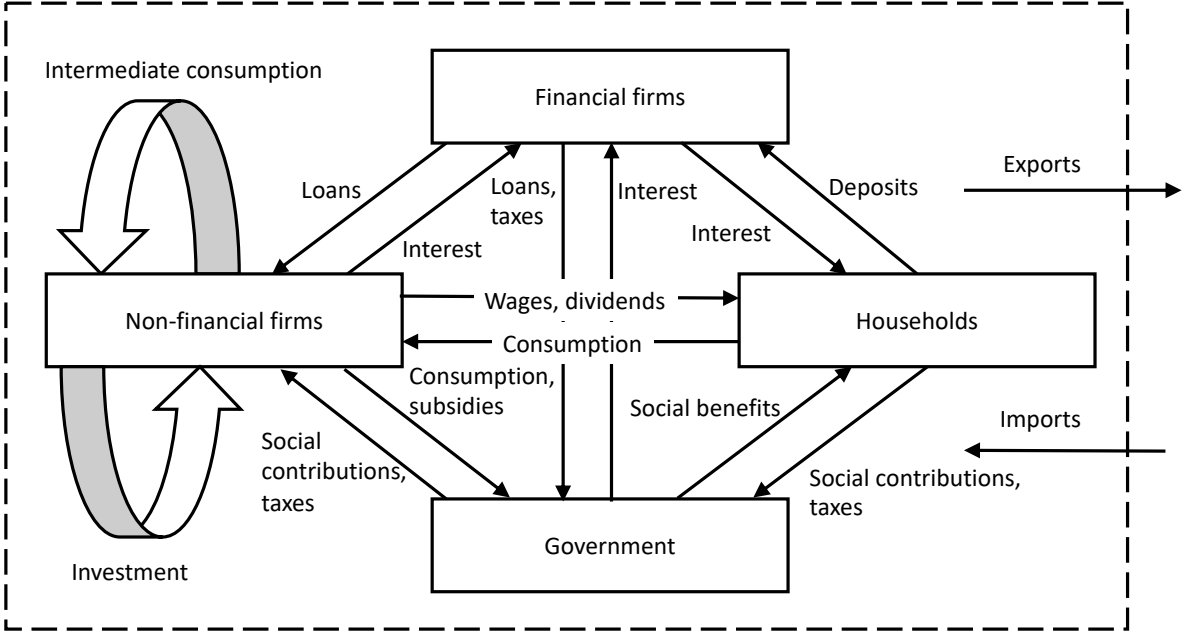 Intermediate consumption
Financial firms
Loans
Loans,
taxes
Interest
Interest
Interest
Deposits
Exports
Non-financial firms
Wages, dividends
Consumption
Households
Consumption,
subsidies
Social benefits
Social
contributions,
taxes
Imports
Social contributions,
taxes
Government
Investment